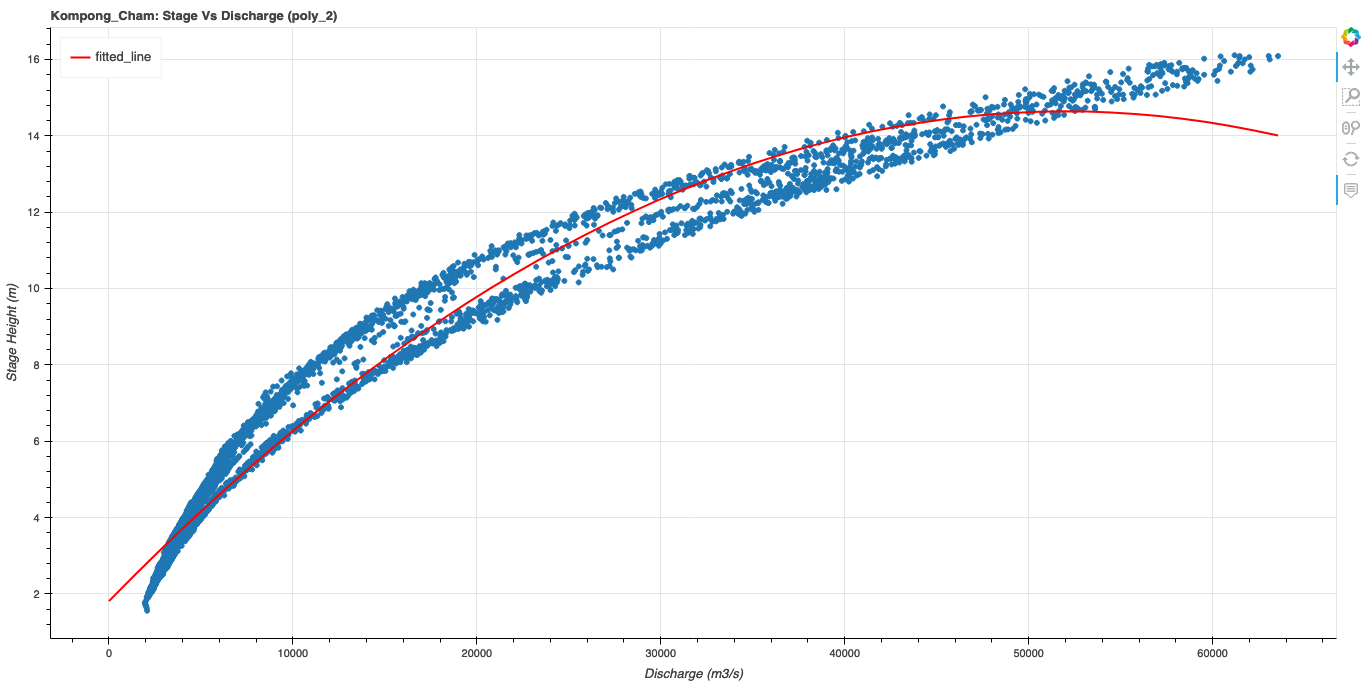 Kompong_Cham: Stage Vs Discharge (poly_2)
fitted_line
16
14
12
10
8
6
4
2
Stage Height (m)
0 10000 20000 30000 40000 50000 60000
Discharge (m3/s)